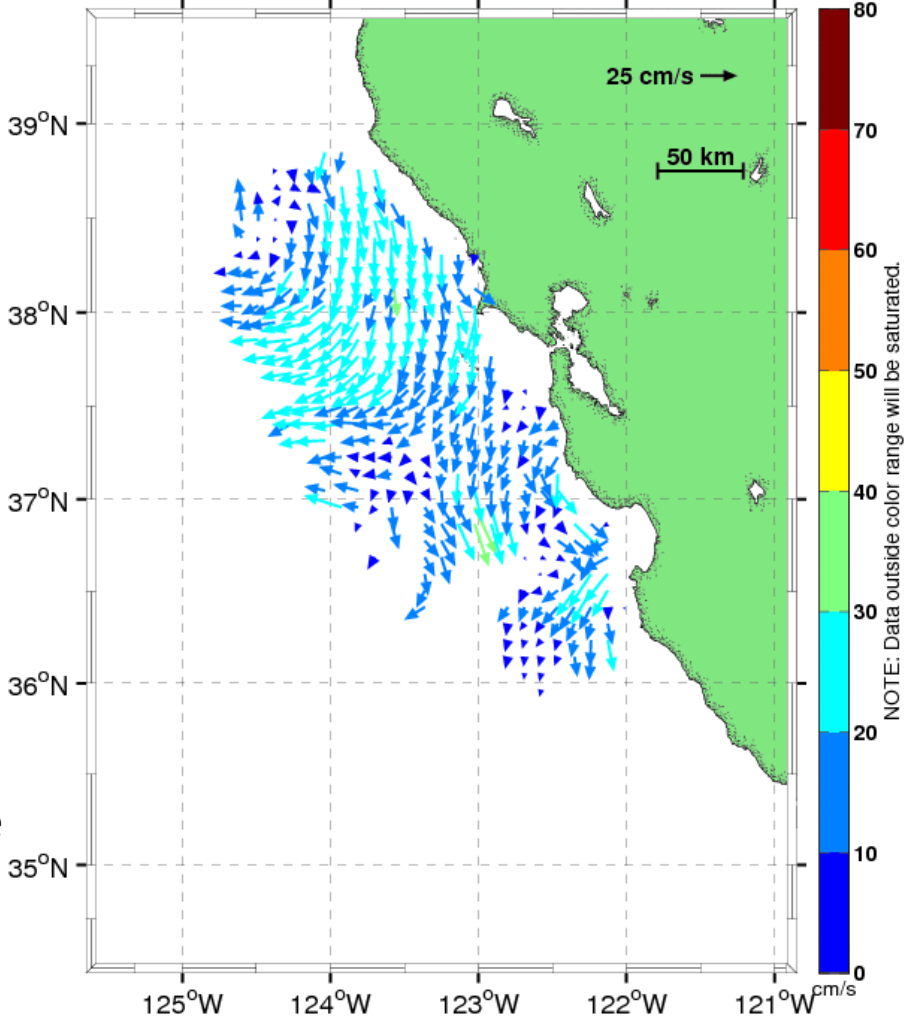 80
70
60
50
40
30
20
10
0
cm/s
NOTE: Data outside color range will be saturated.
25 cm/s
50 km
39°N
38°N
37°N
36°N
35°N
125°W
124°W
123°W
122°W
121°W